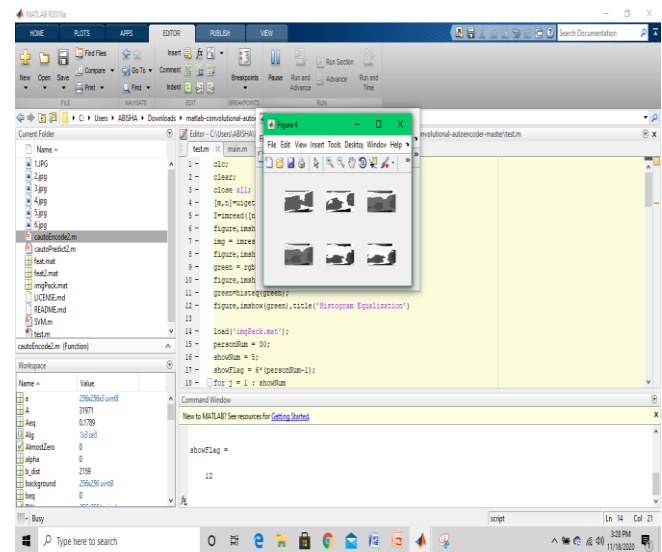 MATLAB R2016a
HOME PLOTS APPS EDITOR PUBLISH VIEW Search Documentation
New Open Save Find Files Compare Print Go To Find Insert Comment Indent Breakpoints Pause Run and Advance Run Section Advance Run and Time
FILE NAVIGATE EDIT BREAKPOINTS RUN
C: Users ABISHA Downloads matlab-convolutional-autoe
Current Folder
Name
1.JPG
2.jpg
3.jpg
4.jpg
5.jpg
6.jpg
cautoEncode2.m
cautoPredict2.m
feat.mat
feat2.mat
imgPack.mat
LICENSE.md
README.md
SVM.m
test.m
cautoEncode2.m (Function)
Workspace
Name Value
a 256x256x3 uint8
A 31971
Aeq 0.1789
Alg 1x3 cell
AlmostZero 0
alpha 0
b_dist 2159
background 256x256 uint8
beq 0
Editor - C:\Users\ABISHA\ nvolutional-autoencoder-master\test.m
test.m main.m
1 - clc;
2 - clear;
3 - close all;
4 - [m,n]=uiget
5 - I=imread([n
6 - figure,imsh
7 - img = imres
8 - figure,imsh
9 - green = rgb
10 - figure,imsh
11 - green=histeq(green);
12 - figure,imshow(green),title('Histogram Equalization')
13
14 - load('imgPack.mat');
15 - personNum = 30;
16 - showNum = 5;
17 - showFlag = 6*(personNum-1);
18 - for j = 1 : showNum
Figure 4
File Edit View Insert Tools Desktop Window Help
Command Window
New to MATLAB? See resources for Getting Started.
showFlag =
12
fx
Busy script Ln 14 Col 21
Type here to search 3:28 PM
11/18/2020